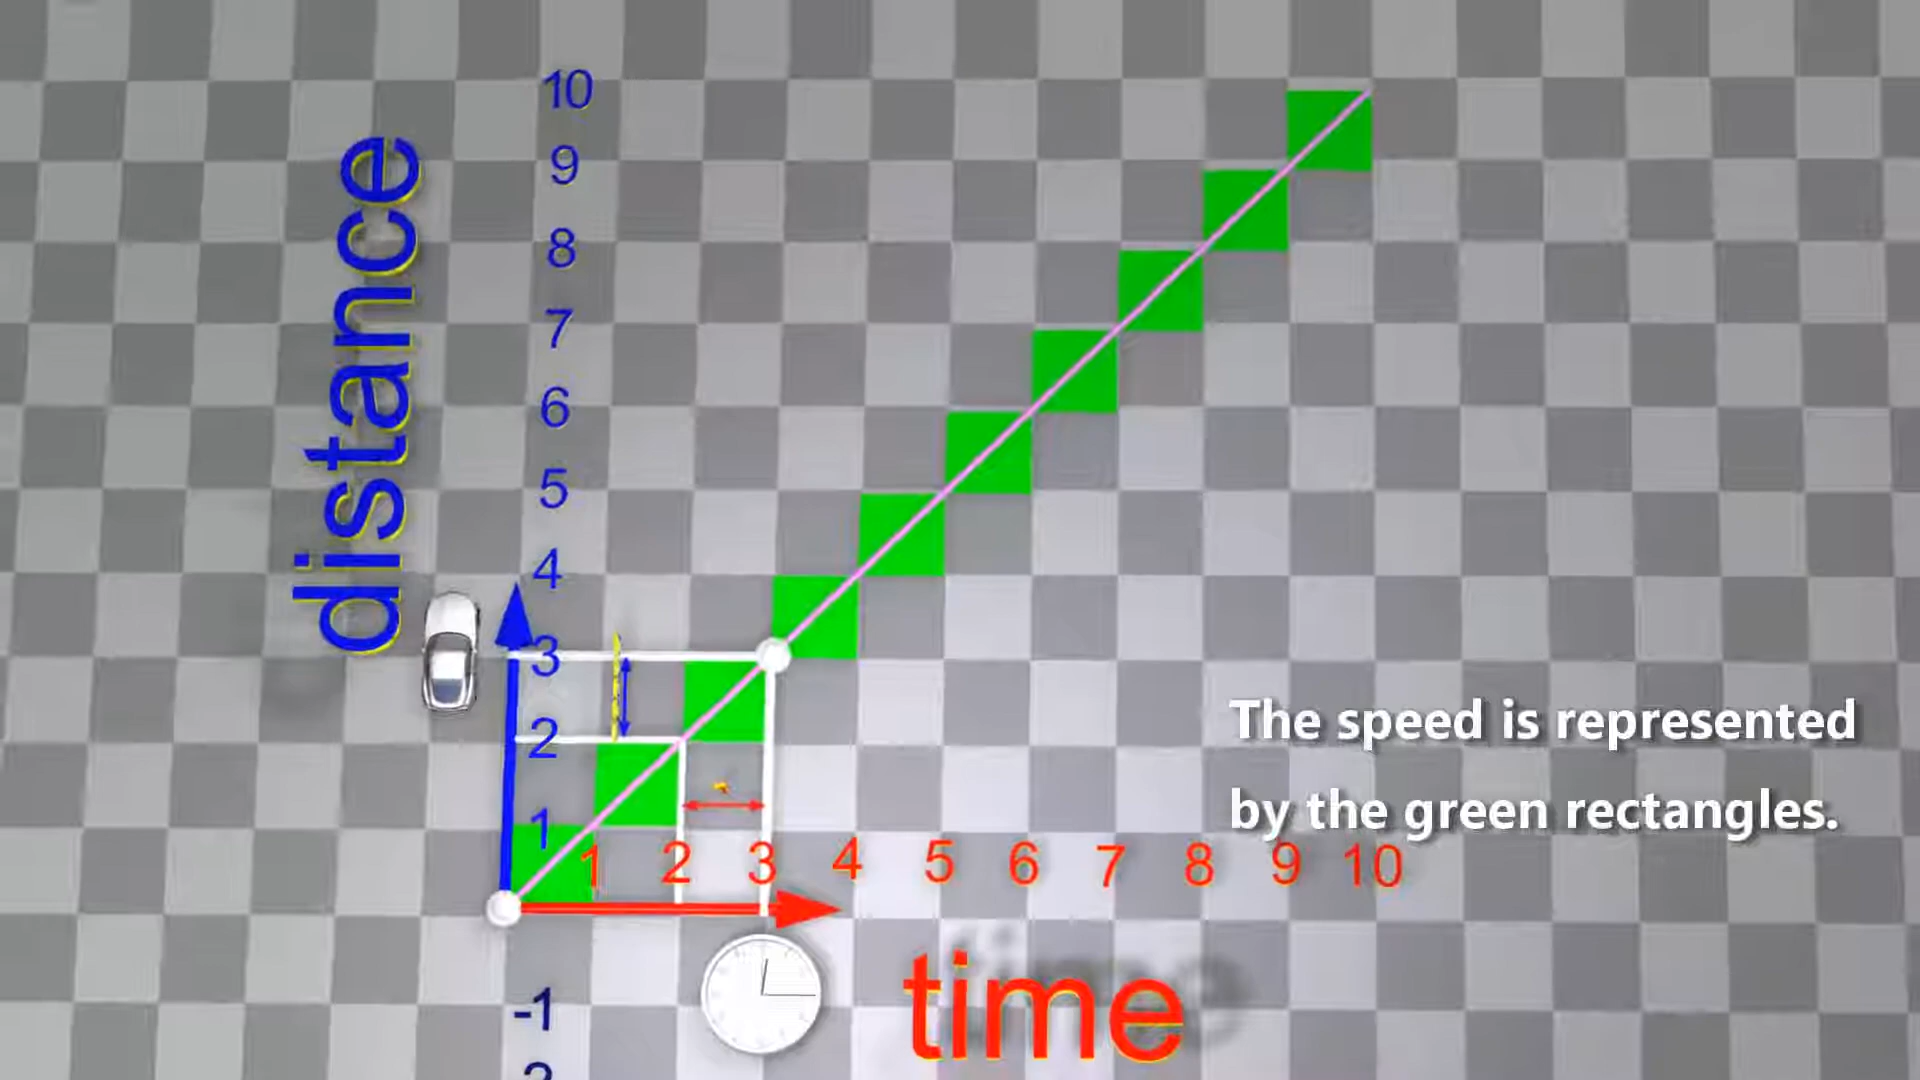 10
9
8
7
6
5
4
3
2
1
distance
The speed is represented
by the green rectangles.
1 2 3 4 5 6 7 8 9 10
-1
time